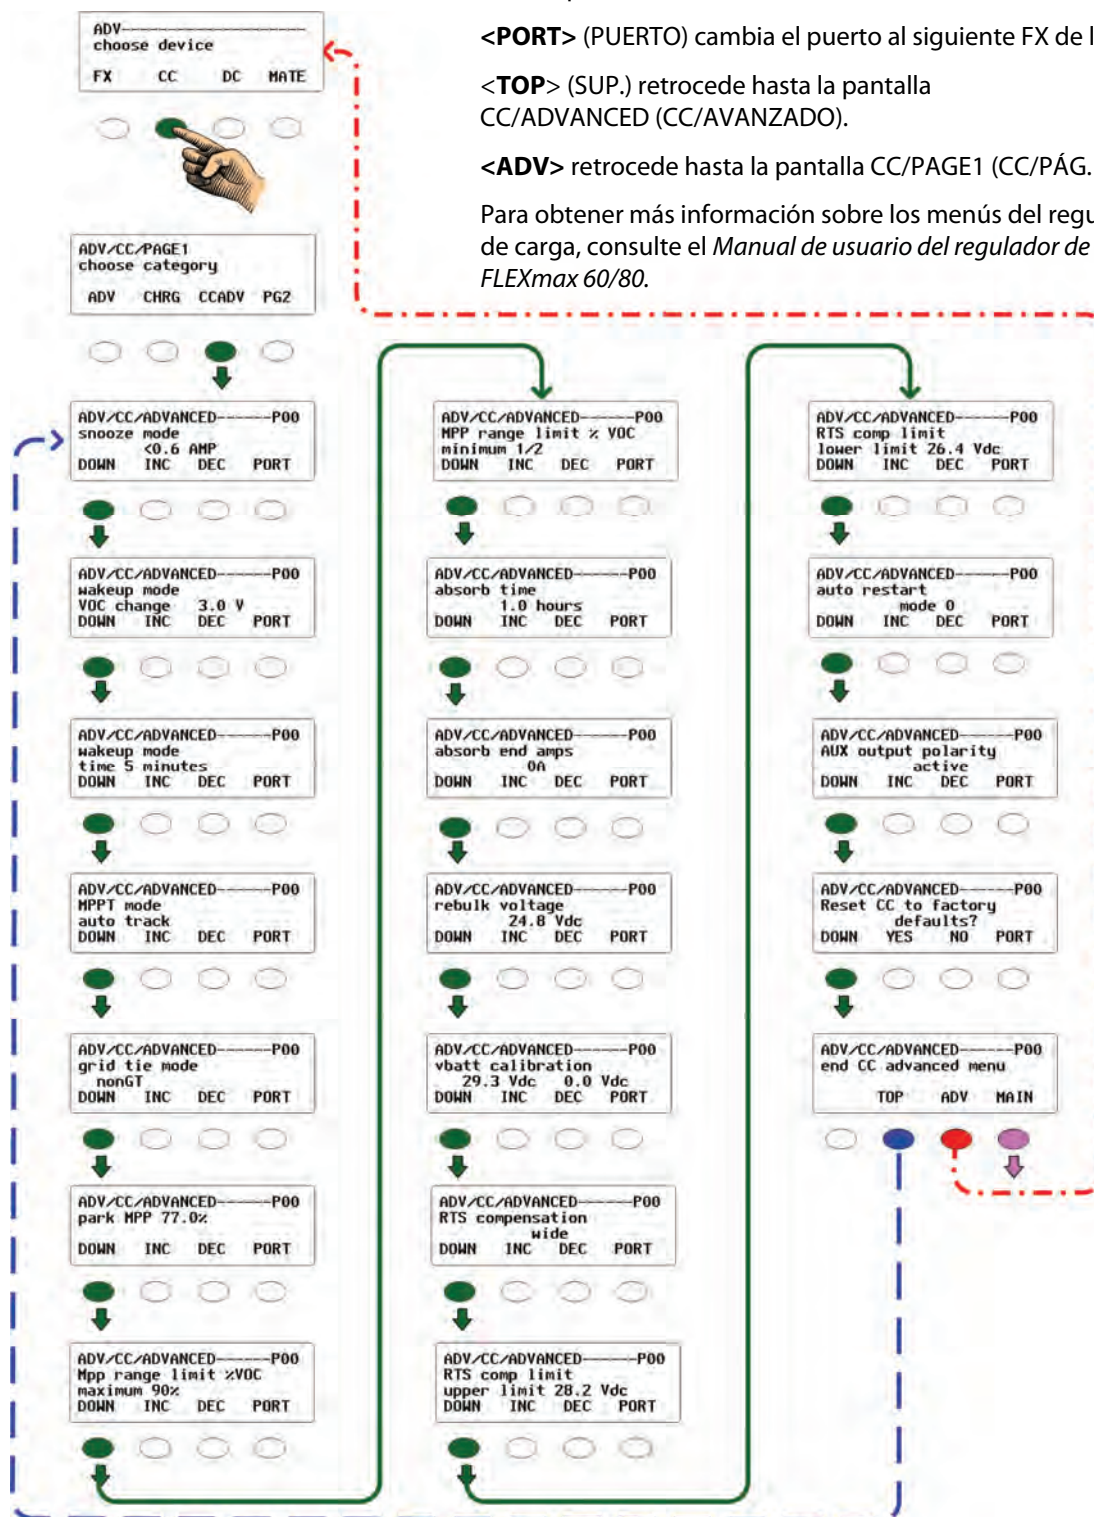 <PORT> (PUERTO) cambia el puerto al siguiente FX de
<TOP> (SUP.) retrocede hasta la pantalla
CC/ADVANCED (CC/AVANZADO).
<ADV> retrocede hasta la pantalla CC/PAGE1 (CC/PÁG.
Para obtener más información sobre los menús del
de carga, consulte el Manual de usuario del regulador de
FLEXmax 60/80.
ADV--------------------
choose device
FX CC DC MATE
ADV/CC/PAGE1
choose category
ADV CHRG CCADV PG2
ADV/CC/ADVANCED------P00
snooze mode
<0.6 AMP
DOWN INC DEC PORT
ADV/CC/ADVANCED------P00
wakeup mode
VOC change 3.0 V
DOWN INC DEC PORT
ADV/CC/ADVANCED------P00
wakeup mode
time 5 minutes
DOWN INC DEC PORT
ADV/CC/ADVANCED------P00
MPPT mode
auto track
DOWN INC DEC PORT
ADV/CC/ADVANCED------P00
grid tie mode
nonGT
DOWN INC DEC PORT
ADV/CC/ADVANCED------P00
park MPP 77.0%
DOWN INC DEC PORT
ADV/CC/ADVANCED------P00
Mpp range limit %VOC
maximum 90%
DOWN INC DEC PORT
ADV/CC/ADVANCED------P00
MPP range limit % VOC
minimum 1/2
DOWN INC DEC PORT
ADV/CC/ADVANCED------P00
absorb time
1.0 hours
DOWN INC DEC PORT
ADV/CC/ADVANCED------P00
absorb end amps
0A
DOWN INC DEC PORT
ADV/CC/ADVANCED------P00
rebulk voltage
24.8 Vdc
DOWN INC DEC PORT
ADV/CC/ADVANCED------P00
vbatt calibration
29.3 Vdc 0.0 Vdc
DOWN INC DEC PORT
ADV/CC/ADVANCED------P00
RTS compensation
wide
DOWN INC DEC PORT
ADV/CC/ADVANCED------P00
RTS comp limit
upper limit 28.2 Vdc
DOWN INC DEC PORT
ADV/CC/ADVANCED------P00
RTS comp limit
lower limit 26.4 Vdc
DOWN INC DEC PORT
ADV/CC/ADVANCED------P00
auto restart
mode 0
DOWN INC DEC PORT
ADV/CC/ADVANCED------P00
AUX output polarity
active
DOWN INC DEC PORT
ADV/CC/ADVANCED------P00
Reset CC to factory
defaults?
DOWN YES NO PORT
ADV/CC/ADVANCED------P00
end CC advanced menu
TOP ADV MAIN